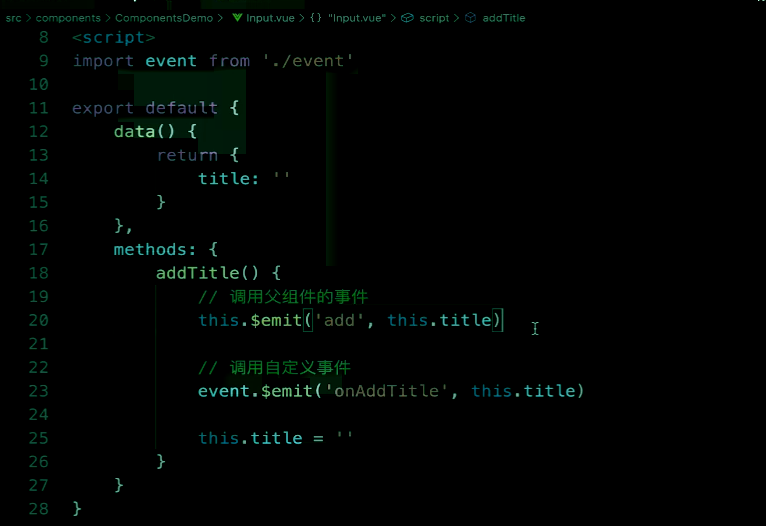 src > components > ComponentsDemo > Input.vue > {} "Input.vue" > script > addTitle
8 <script>
9 import event from './event'
10
11 export default {
12 data() {
13 return {
14 title: ''
15 }
16 },
17 methods: {
18 addTitle() {
19 // 调用父组件的事件
20 this.$emit('add', this.title)
21
22 // 调用自定义事件
23 event.$emit('onAddTitle', this.title)
24
25 this.title = ''
26 }
27 }
28 }